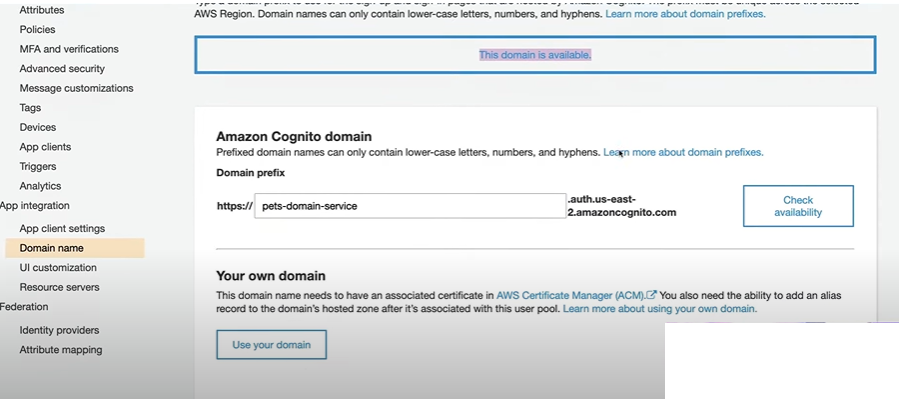 Attributes
Policies
MFA and verifications
Advanced security
Message customizations
Tags
Devices
App clients
Triggers
Analytics
App integration
App client settings
Domain name
UI customization
Resource servers
Federation
Identity providers
Attribute mapping
AWS Region. Domain names can only contain lower-case letters, numbers, and hyphens. Learn more about domain prefixes.
This domain is available.
Amazon Cognito domain
Prefixed domain names can only contain lower-case letters, numbers, and hyphens. Learn more about domain prefixes.
Domain prefix
https:// pets-domain-service .auth.us-east-
2.amazoncognito.com
Check
availability
Your own domain
This domain name needs to have an associated certificate in AWS Certificate Manager (ACM). You also need the ability to add an alias
record to the domain's hosted zone after it's associated with this user pool. Learn more about using your own domain.
Use your domain